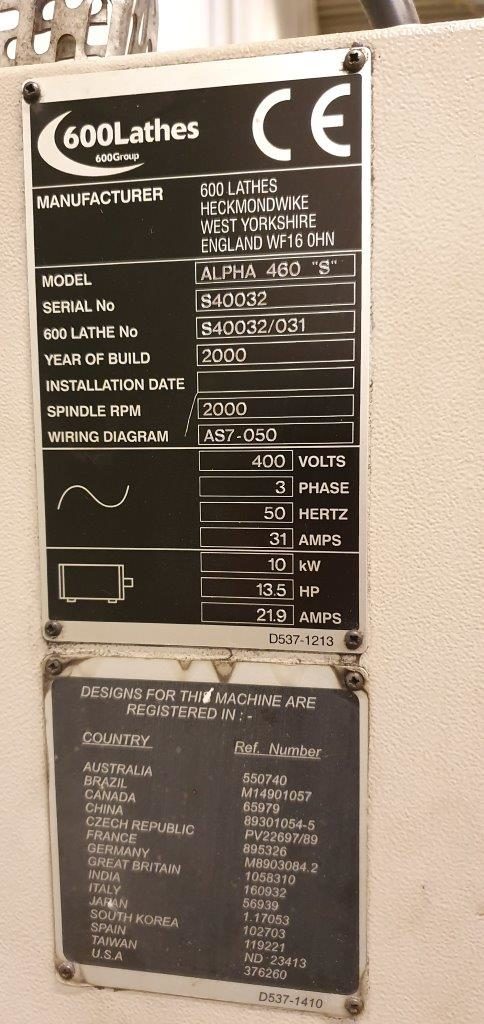 600Lathes
600Group
CE
MANUFACTURER 600 LATHES
HECKMONDWIKE
WEST YORKSHIRE
ENGLAND WF16 0HN
MODEL ALPHA 460 "S"
SERIAL No S40032
600 LATHE No S40032/031
YEAR OF BUILD 2000
INSTALLATION DATE
SPINDLE RPM 2000
WIRING DIAGRAM AS7-050
400 VOLTS
3 PHASE
50 HERTZ
31 AMPS
10 kW
13.5 HP
21.9 AMPS
D537-1213
DESIGNS FOR THIS MACHINE ARE
REGISTERED IN : -
COUNTRY Ref. Number
AUSTRALIA 550740
BRAZIL M14901057
CANADA 65979
CHINA 89301054-5
CZECH REPUBLIC PV22697/89
FRANCE 895326
GERMANY M8903084.2
GREAT BRITAIN 1058310
INDIA 160932
ITALY 56939
JAPAN 1.17053
SOUTH KOREA 102703
SPAIN 119221
TAIWAN ND 23413
U.S.A 376260
D537-1410